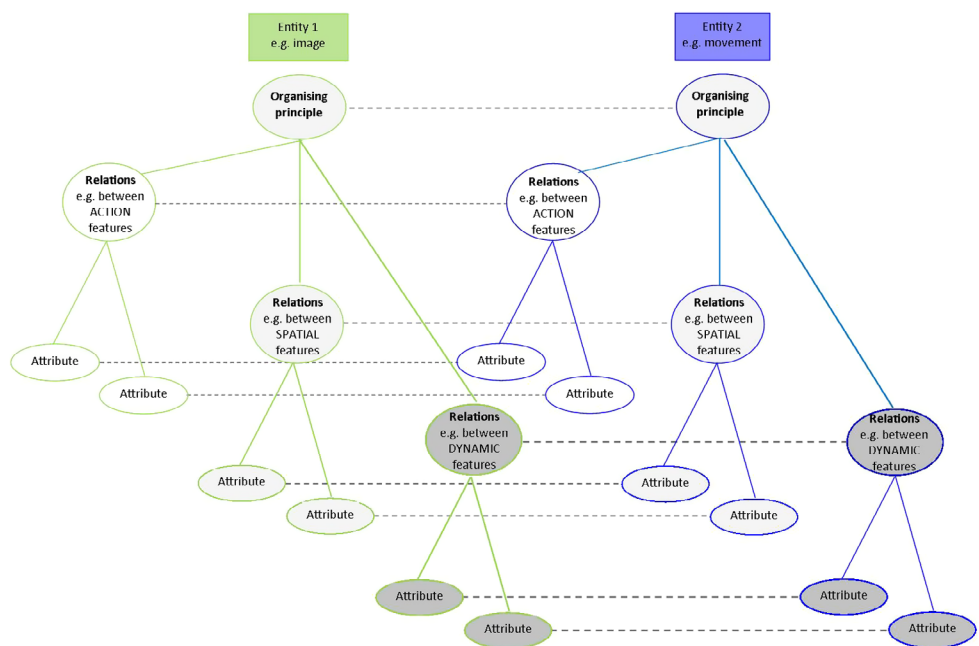 Entity 1
e.g. image
Entity 2
e.g. movement
Organising
principle
Organising
principle
Relations
e.g. between
ACTION
features
Relations
e.g. between
ACTION
features
Relations
e.g. between
SPATIAL
features
Relations
e.g. between
SPATIAL
features
Attribute
Attribute
Attribute
Attribute
Relations
e.g. between
DYNAMIC
features
Relations
e.g. between
DYNAMIC
features
Attribute
Attribute
Attribute
Attribute
Attribute
Attribute
Attribute
Attribute